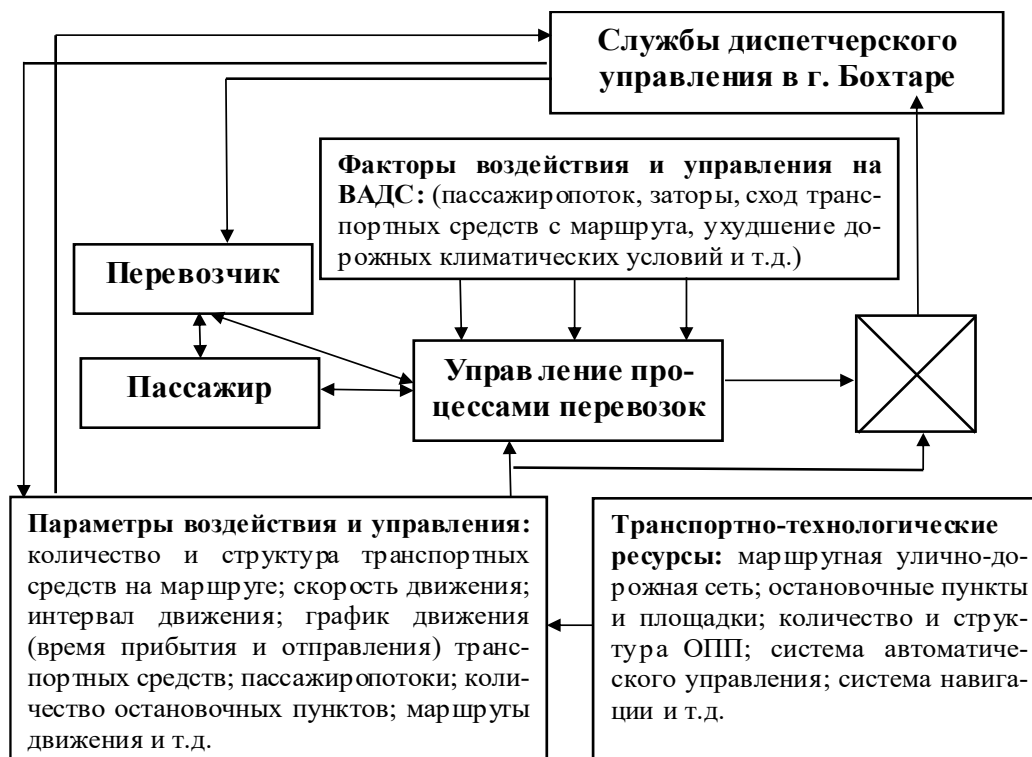 Службы диспетчерского
управления в г. Бохтаре
Факторы воздействия и управления на
ВАДС: (пассажиропоток, заторы, сход транс-
портных средств с маршрута, ухудшение до-
рожных климатических условий и т.д.)
Перевозчик
Пассажир
Управление про-
цессами перевозок
Параметры воздействия и управления:
количество и структура транспортных
средств на маршруте; скорость движения;
интервал движения; график движения
(время прибытия и отправления) транс-
портных средств; пассажиропотоки; коли-
чество остановочных пунктов; маршруты
движения и т.д.
Транспортно-технологические
ресурсы: маршрутная улично-до-
рожная сеть; остановочные пункты
и площадки; количество и струк-
тура ОПП; система автоматиче-
ского управления; система навига-
ции и т.д.